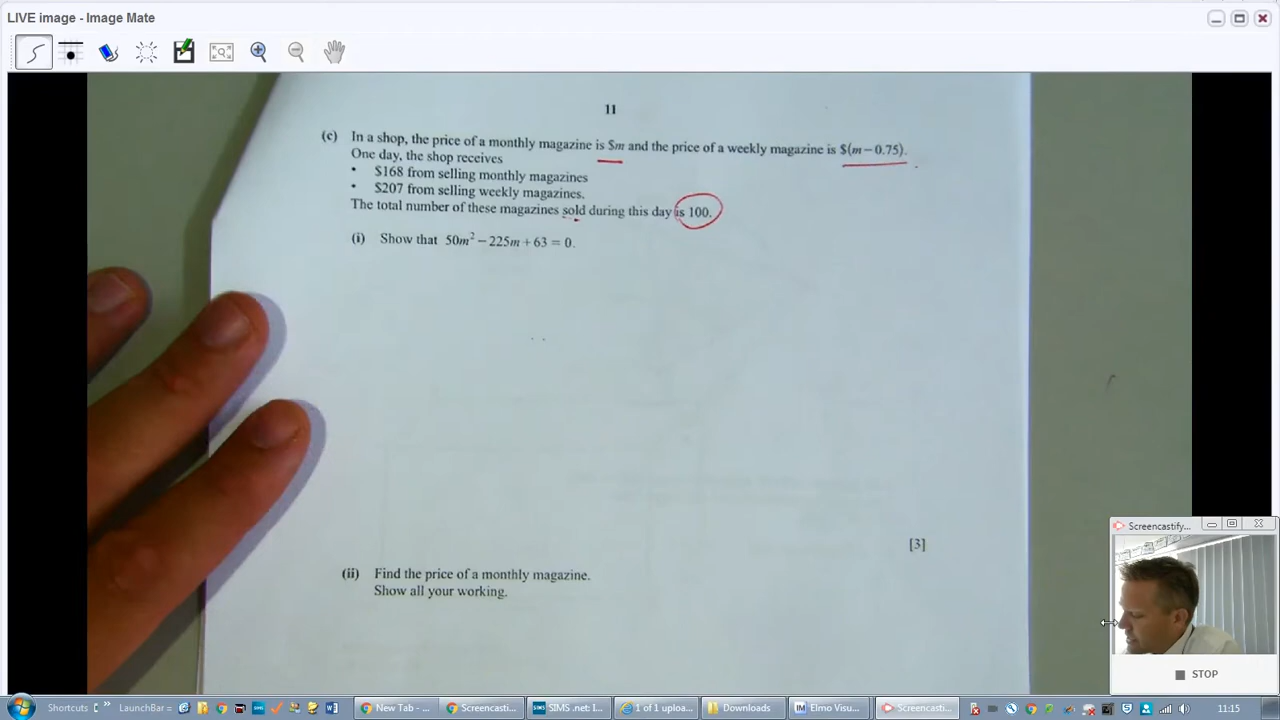 LIVE image - Image Mate
11
(c) In a shop, the price of a monthly magazine is $m and the price of a weekly magazine is $(m − 0.75).
One day, the shop receives
• $168 from selling monthly magazines
• $207 from selling weekly magazines.
The total number of these magazines sold during this day is 100.
(i) Show that 50m² − 225m + 63 = 0.
[3]
(ii) Find the price of a monthly magazine.
Show all your working.
Screencastify...
STOP
Shortcuts
LaunchBar
New Tab - ...
Screencasti...
SIMS .net: I...
1 of 1 uploa...
Downloads
Elmo Visu...
Screencasti...
11:15